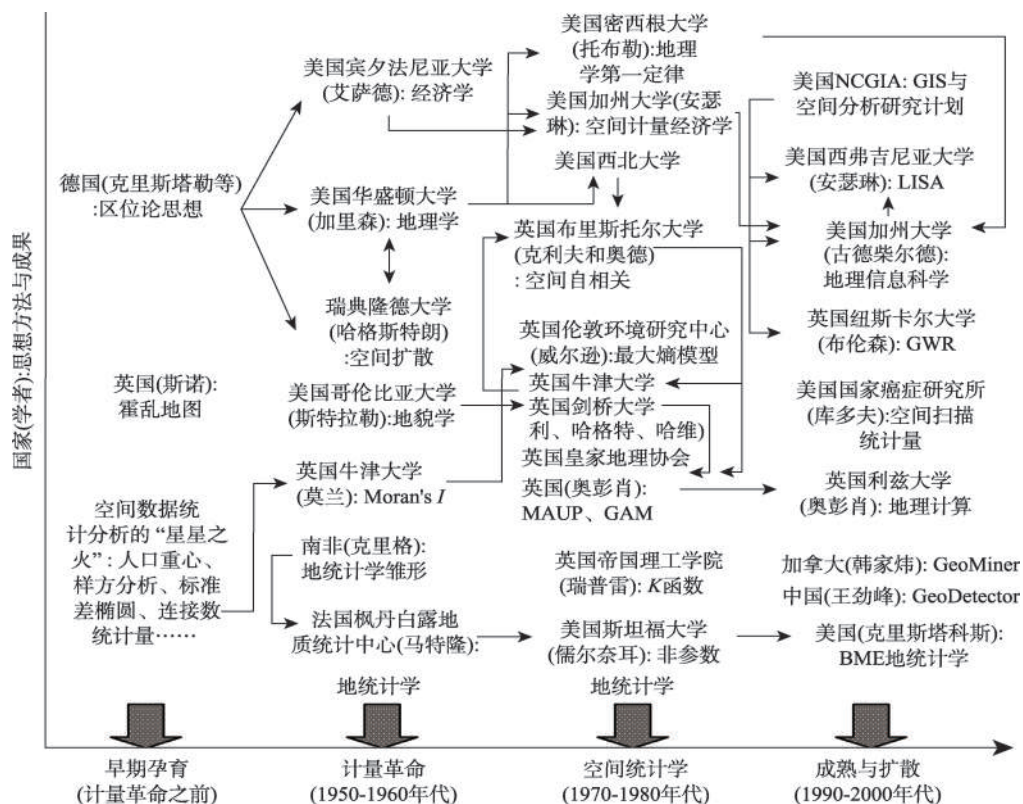 国家(学者):思想方法与成果
德国(克里斯塔勒等)
:区位论思想
英国(斯诺):
霍乱地图
空间数据统
计分析的 “星星之
火”: 人口重心、
样方分析、标准
差椭圆、连接数
统计量……
美国宾夕法尼亚大学
(艾萨德): 经济学
美国华盛顿大学
(加里森): 地理学
瑞典隆德大学
(哈格斯特朗)
:空间扩散
美国哥伦比亚大学
(斯特拉勒):地貌学
英国牛津大学
(莫兰): Moran's I
南非(克里格):
地统计学雏形
法国枫丹白露地
质统计中心(马特隆):
地统计学
美国密西根大学
(托布勒):地理
学第一定律
美国加州大学(安瑟
琳): 空间计量经济学
美国西北大学
英国布里斯托尔大学
(克利夫和奥德)
: 空间自相关
英国伦敦环境研究中心
(威尔逊):最大熵模型
英国牛津大学
英国剑桥大学
利、哈格特、哈维)
英国皇家地理协会
英国(奥彭肖):
MAUP、GAM
英国帝国理工学院
(瑞普雷): K函数
美国斯坦福大学
(儒尔奈耳): 非参数
地统计学
美国NCGIA: GIS与
空间分析研究计划
美国西弗吉尼亚大学
(安瑟琳): LISA
美国加州大学
(古德柴尔德):
地理信息科学
英国纽斯卡尔大学
(布伦森): GWR
美国国家癌症研究所
(库多夫):空间扫描
统计量
英国利兹大学
(奥彭肖): 地理计算
加拿大(韩家炜): GeoMiner
中国(王劲峰): GeoDetector
美国(克里斯塔科斯):
BME地统计学
早期孕育
(计量革命之前)
计量革命
(1950-1960年代)
空间统计学
(1970-1980年代)
成熟与扩散
(1990-2000年代)